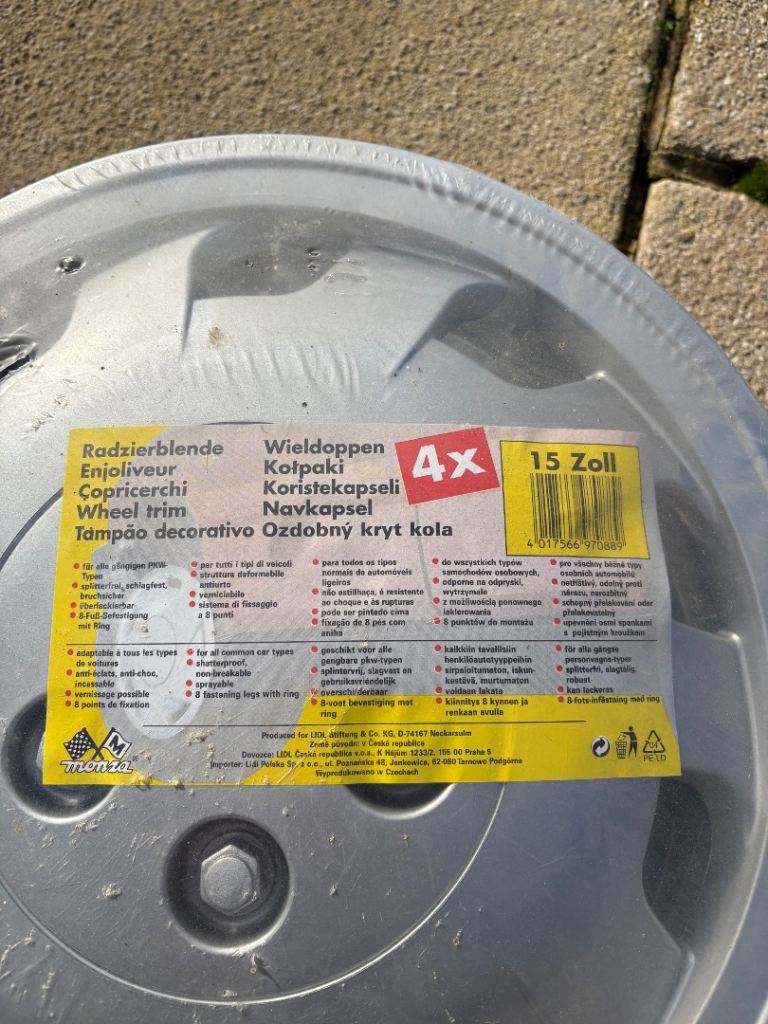 Radzierblende
Enjoliveur
Copricerchi
Wheel trim
Tampão decorativo
Wieldoppen
Kołpaki
Koristekapseli
Navkapsel
Ozdobný kryt kola
4x
15 Zoll
4 017566 970889
für alle gängigen PKW-
Typen
splitterfrei, schlagfest,
bruchsicher
überlackierbar
8-Fuß-Befestigung
mit Ring
per tutti i tipi di veicoli
struttura deformabile
antiurto
verniciabile
sistema di fissaggio
a 8 punti
para todos os tipos
normais de automóveis
ligeiros
não estilhaça, é resistente
ao choque e às rupturas
pode ser pintado cima
fixação de 8 pés com
anilha
do wszystkich typów
samochodów osobowych,
odporne na odpryski,
wytrzymałe
z możliwością ponownego
lakierowania
8 punktów do montażu
pro všechny běžné typy
osobních automobilů
netříštivý, odolný proti
nárazu, nerozbitný
schopný přelakování oder
přelakovatelný
upevnění osmi sponkami
s pojistným kroužkem
adaptable à tous les types
de voitures
anti-éclats, anti-choc,
incassable
vernissage possible
8 points de fixation
for all common car types
shatterproof,
non-breakable
sprayable
8 fastening legs with ring
geschikt voor alle
gangbare pkw-typen
splintervrij, slagvast en
gebruiksvriendelijk
overschilderbaar
8-voet bevestiging met
ring
kaikkiin tavallisiin
henkilöautotyyppeihin
sirpaloitumaton, iskun-
kestävä, murtumaton
voidaan lakata
kiinnitys 8 kynnen ja
renkaan avulla
för alla gängse
personvagns-typer
splitterfri, slagtålig,
robust
kan lackeras
8-fots-infästning med ring
Produced for LIDL Stiftung & Co. KG, D-74167 Neckarsulm
Země původu: v České republice
Dovozce: LIDL Česká republika v.o.s., K Hájům 1233/2, 155 00 Praha 5
Importer: Lidl Polska Sp. z o.o., ul. Poznańska 48, Jankowice, 62-080 Tarnowo Podgórne
Wyprodukowano w Czechach
M
monza®
04
PE-LD